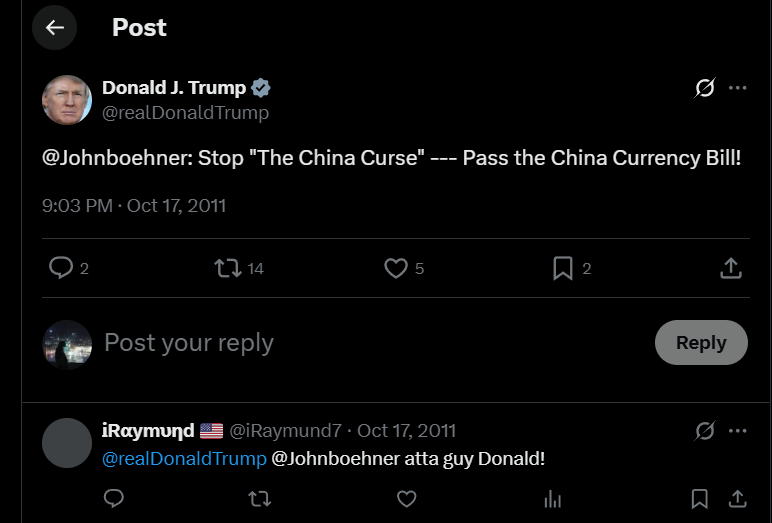 Post
Donald J. Trump
@realDonaldTrump
@Johnboehner: Stop "The China Curse" --- Pass the China Currency Bill!
9:03 PM · Oct 17, 2011
2 14 5 2
Post your reply
Reply
iRαymυηd 🇺🇸 @iRaymund7 · Oct 17, 2011
@realDonaldTrump @Johnboehner atta guy Donald!